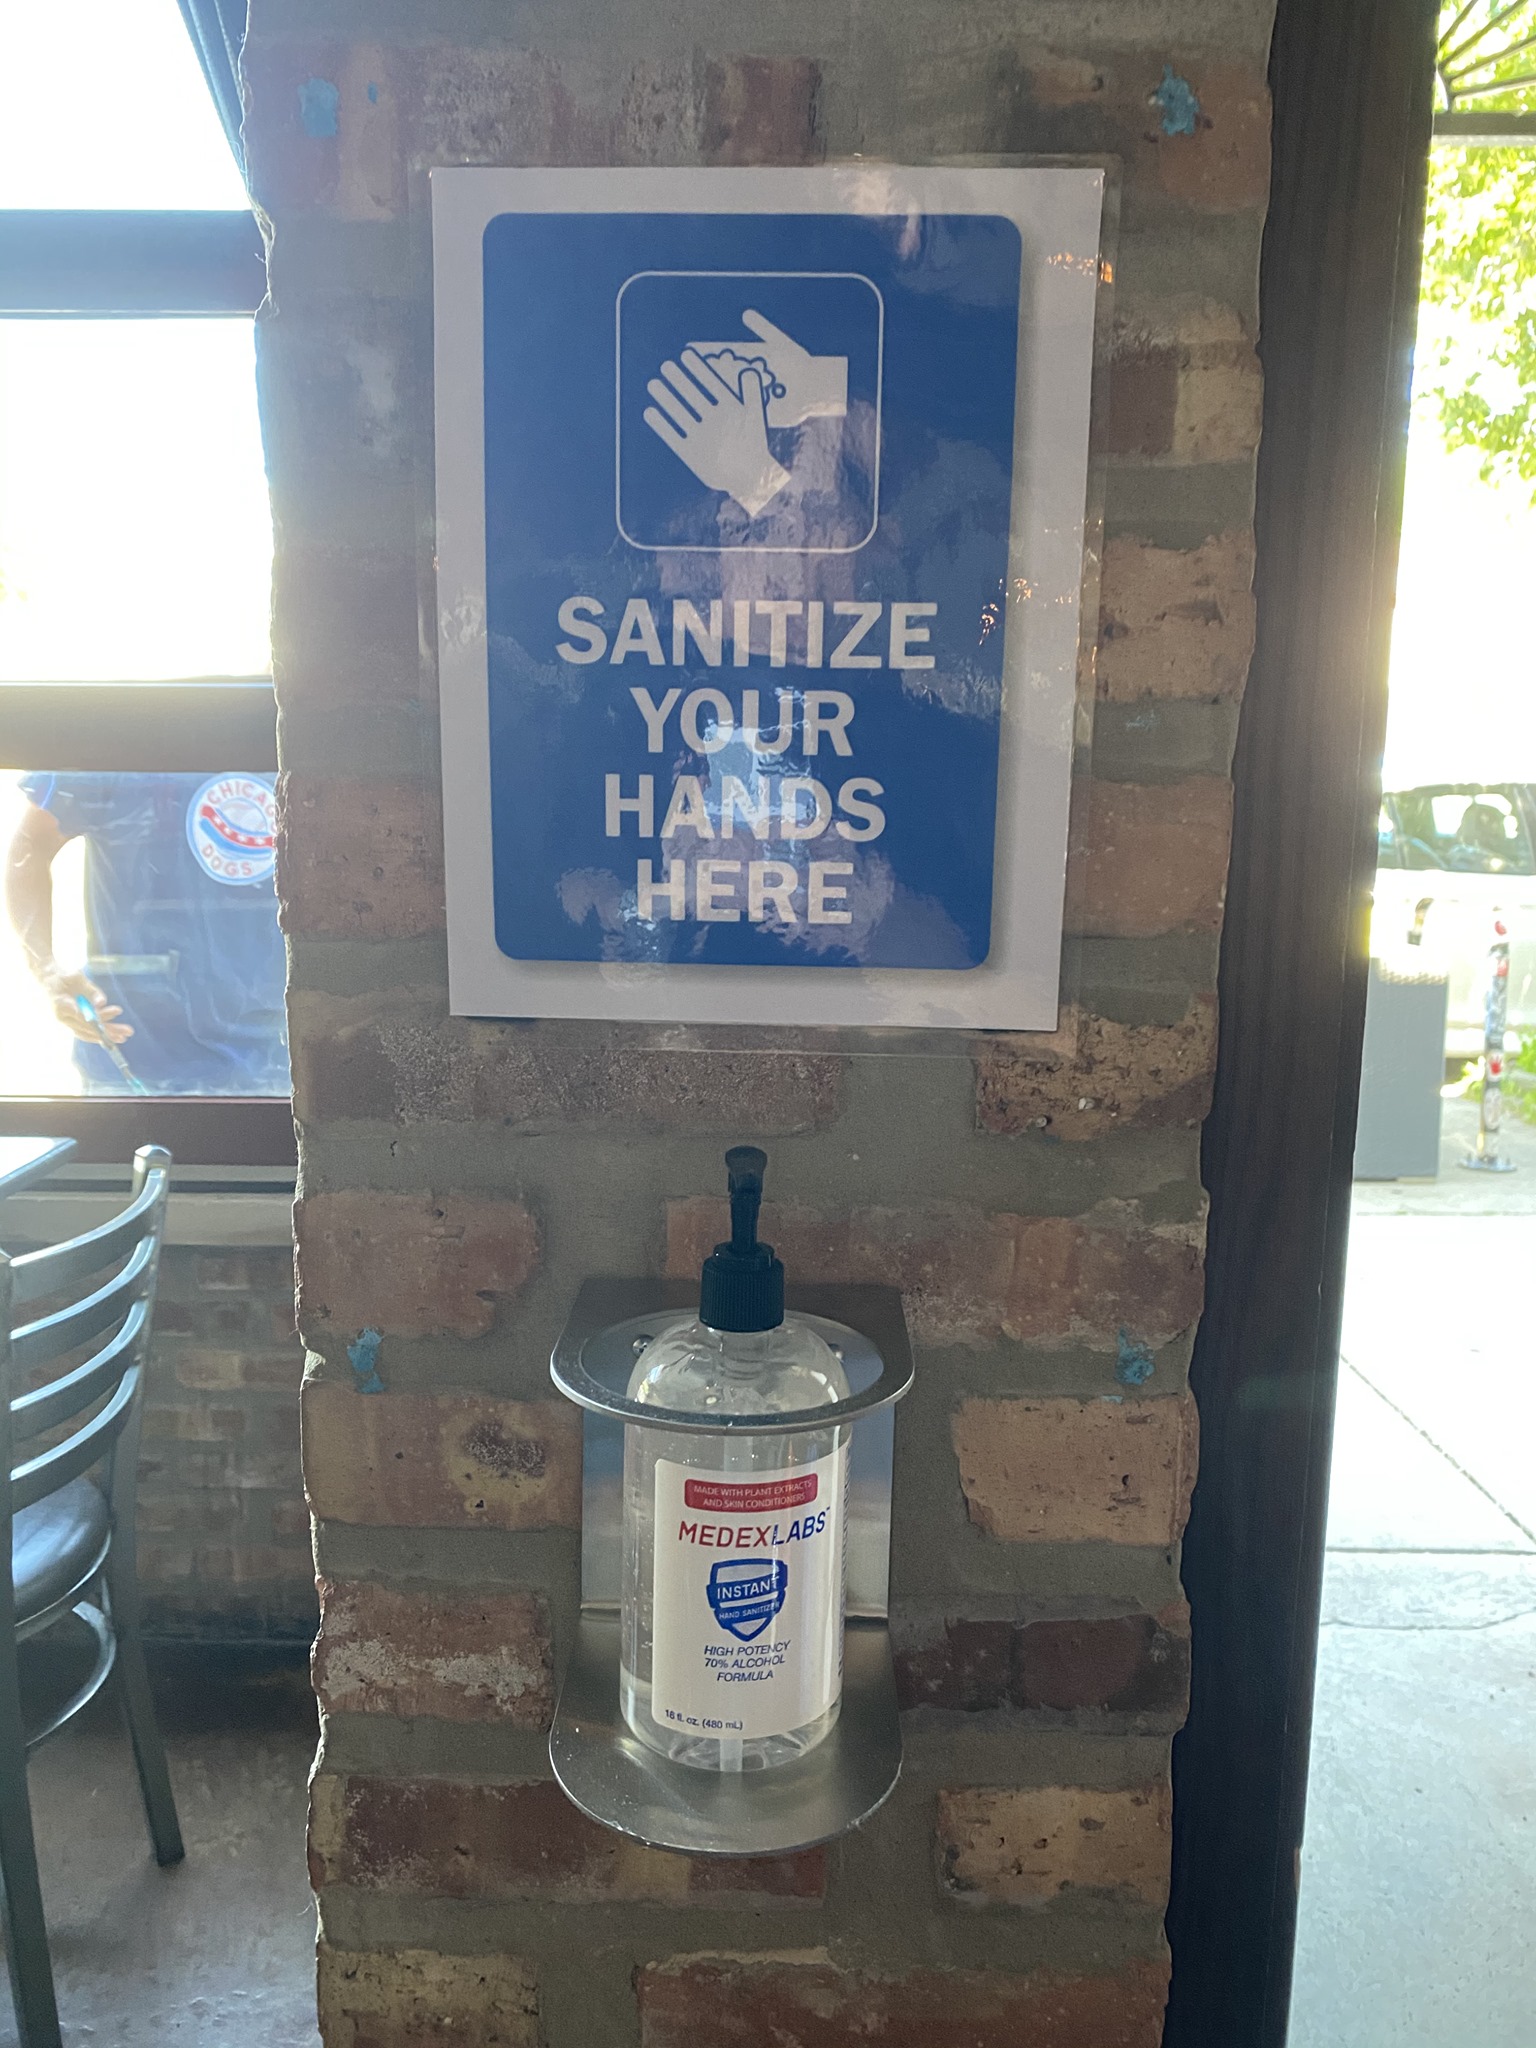 SANITIZE
YOUR
HANDS
HERE
CHICAGO
DOGS
MADE WITH PLANT EXTRACTS
AND SKIN CONDITIONERS
MEDEXLABS™
INSTANT
HAND SANITIZER
HIGH POTENCY
70% ALCOHOL
FORMULA
16 fl. oz. (480 mL)